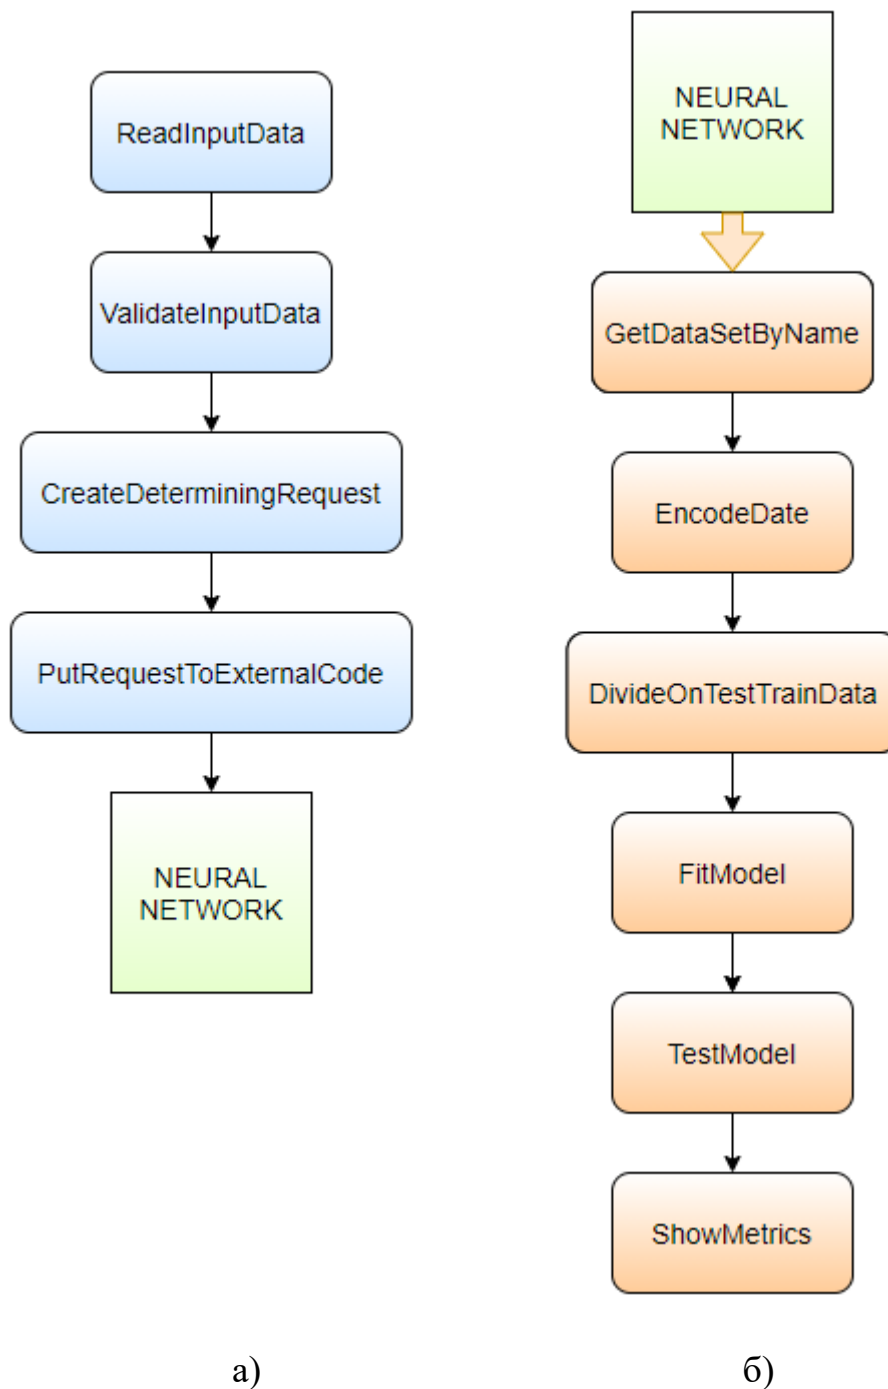 ReadInputData
ValidateInputData
CreateDeterminingRequest
PutRequestToExternalCode
NEURAL
NETWORK
а)
NEURAL
NETWORK
GetDataSetByName
EncodeDate
DivideOnTestTrainData
FitModel
TestModel
ShowMetrics
б)